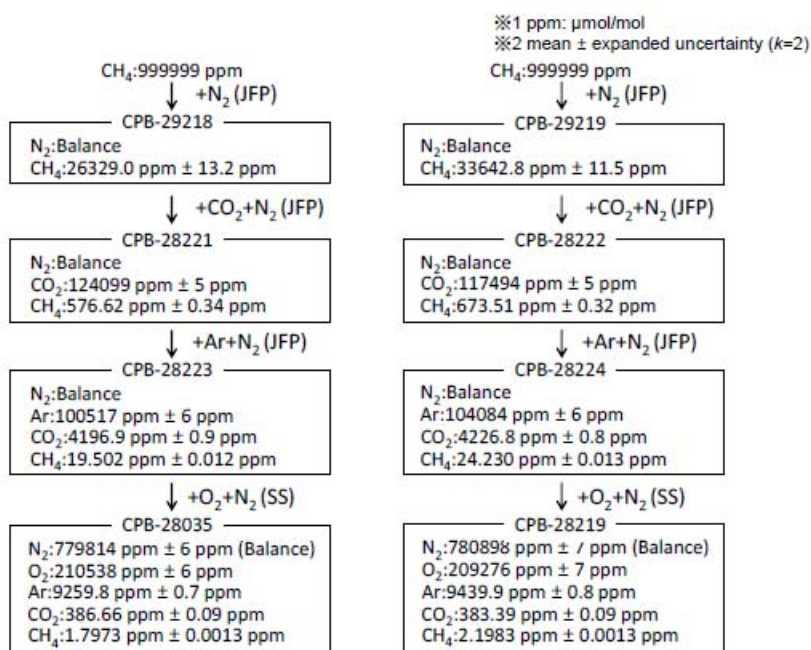 ※1 ppm: μmol/mol
※2 mean ± expanded uncertainty (k=2)
CH₄:999999 ppm
+N₂ (JFP)
CPB-29218
N₂:Balance
CH₄:26329.0 ppm ± 13.2 ppm
+CO₂+N₂ (JFP)
CPB-28221
N₂:Balance
CO₂:124099 ppm ± 5 ppm
CH₄:576.62 ppm ± 0.34 ppm
+Ar+N₂ (JFP)
CPB-28223
N₂:Balance
Ar:100517 ppm ± 6 ppm
CO₂:4196.9 ppm ± 0.9 ppm
CH₄:19.502 ppm ± 0.012 ppm
+O₂+N₂ (SS)
CPB-28035
N₂:779814 ppm ± 6 ppm (Balance)
O₂:210538 ppm ± 6 ppm
Ar:9259.8 ppm ± 0.7 ppm
CO₂:386.66 ppm ± 0.09 ppm
CH₄:1.7973 ppm ± 0.0013 ppm
CH₄:999999 ppm
+N₂ (JFP)
CPB-29219
N₂:Balance
CH₄:33642.8 ppm ± 11.5 ppm
+CO₂+N₂ (JFP)
CPB-28222
N₂:Balance
CO₂:117494 ppm ± 5 ppm
CH₄:673.51 ppm ± 0.32 ppm
+Ar+N₂ (JFP)
CPB-28224
N₂:Balance
Ar:104084 ppm ± 6 ppm
CO₂:4226.8 ppm ± 0.8 ppm
CH₄:24.230 ppm ± 0.013 ppm
+O₂+N₂ (SS)
CPB-28219
N₂:780898 ppm ± 7 ppm (Balance)
O₂:209276 ppm ± 7 ppm
Ar:9439.9 ppm ± 0.8 ppm
CO₂:383.39 ppm ± 0.09 ppm
CH₄:2.1983 ppm ± 0.0013 ppm